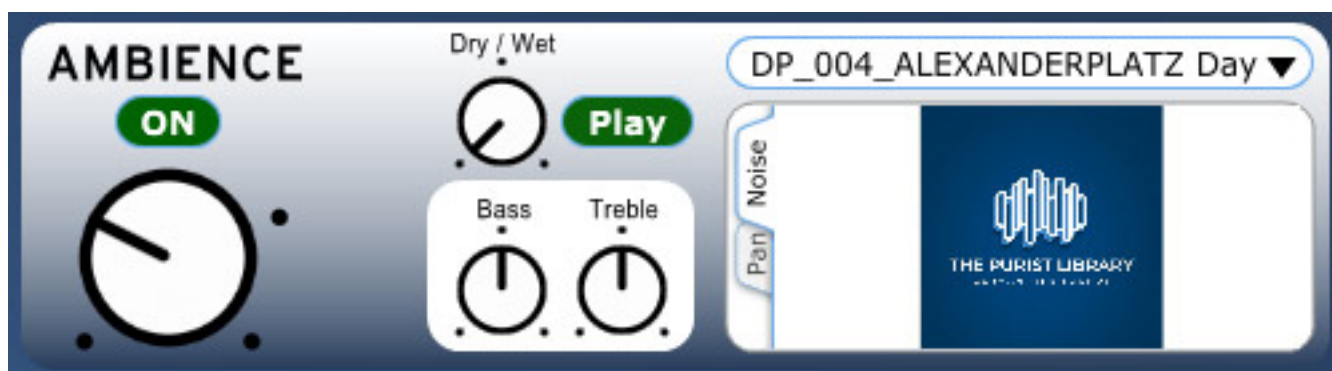 AMBIENCE
ON
Dry / Wet
Play
Bass Treble
DP_004_ALEXANDERPLATZ Day
Noise
Pan
THE PURIST LIBRARY